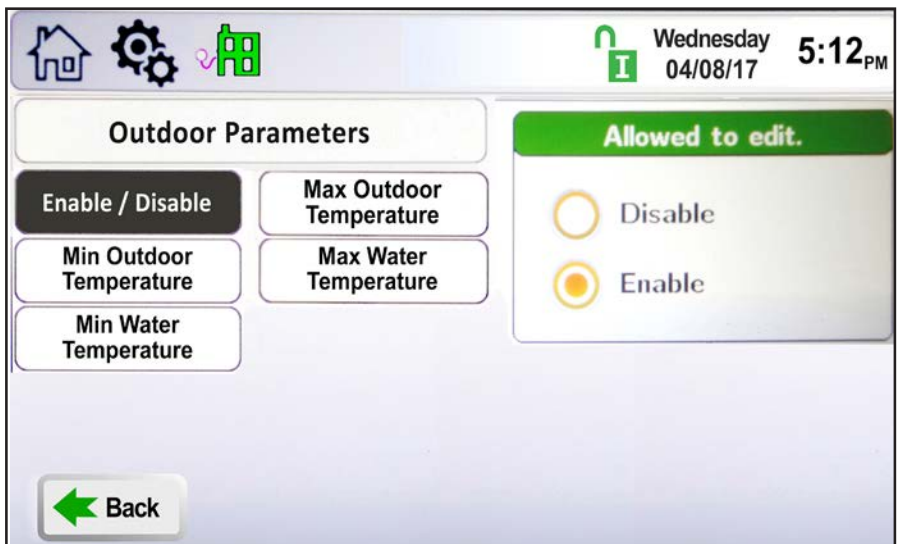 Wednesday
04/08/17
5:12PM
I
Outdoor Parameters
Allowed to edit.
Enable / Disable
Max Outdoor
Temperature
Min Outdoor
Temperature
Max Water
Temperature
Min Water
Temperature
Disable
Enable
Back